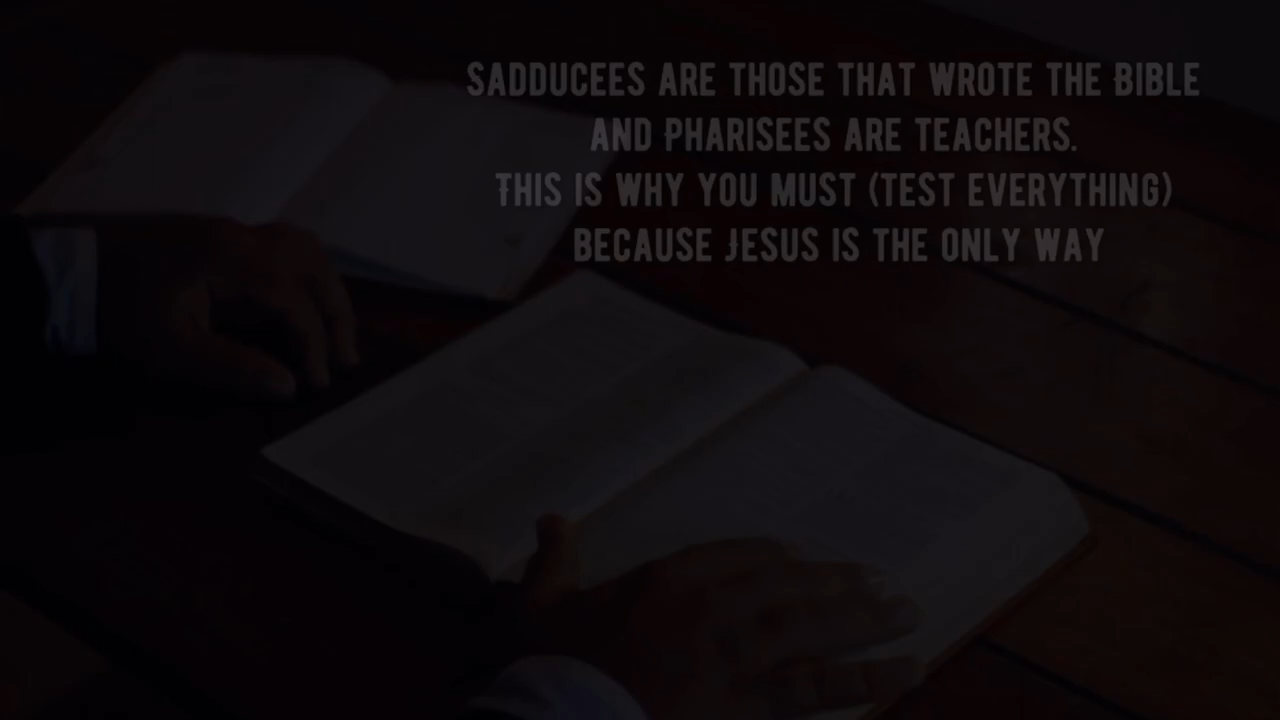 SADDUCEES ARE THOSE THAT WROTE THE BIBLE
AND PHARISEES ARE TEACHERS.
THIS IS WHY YOU MUST (TEST EVERYTHING)
BECAUSE JESUS IS THE ONLY WAY